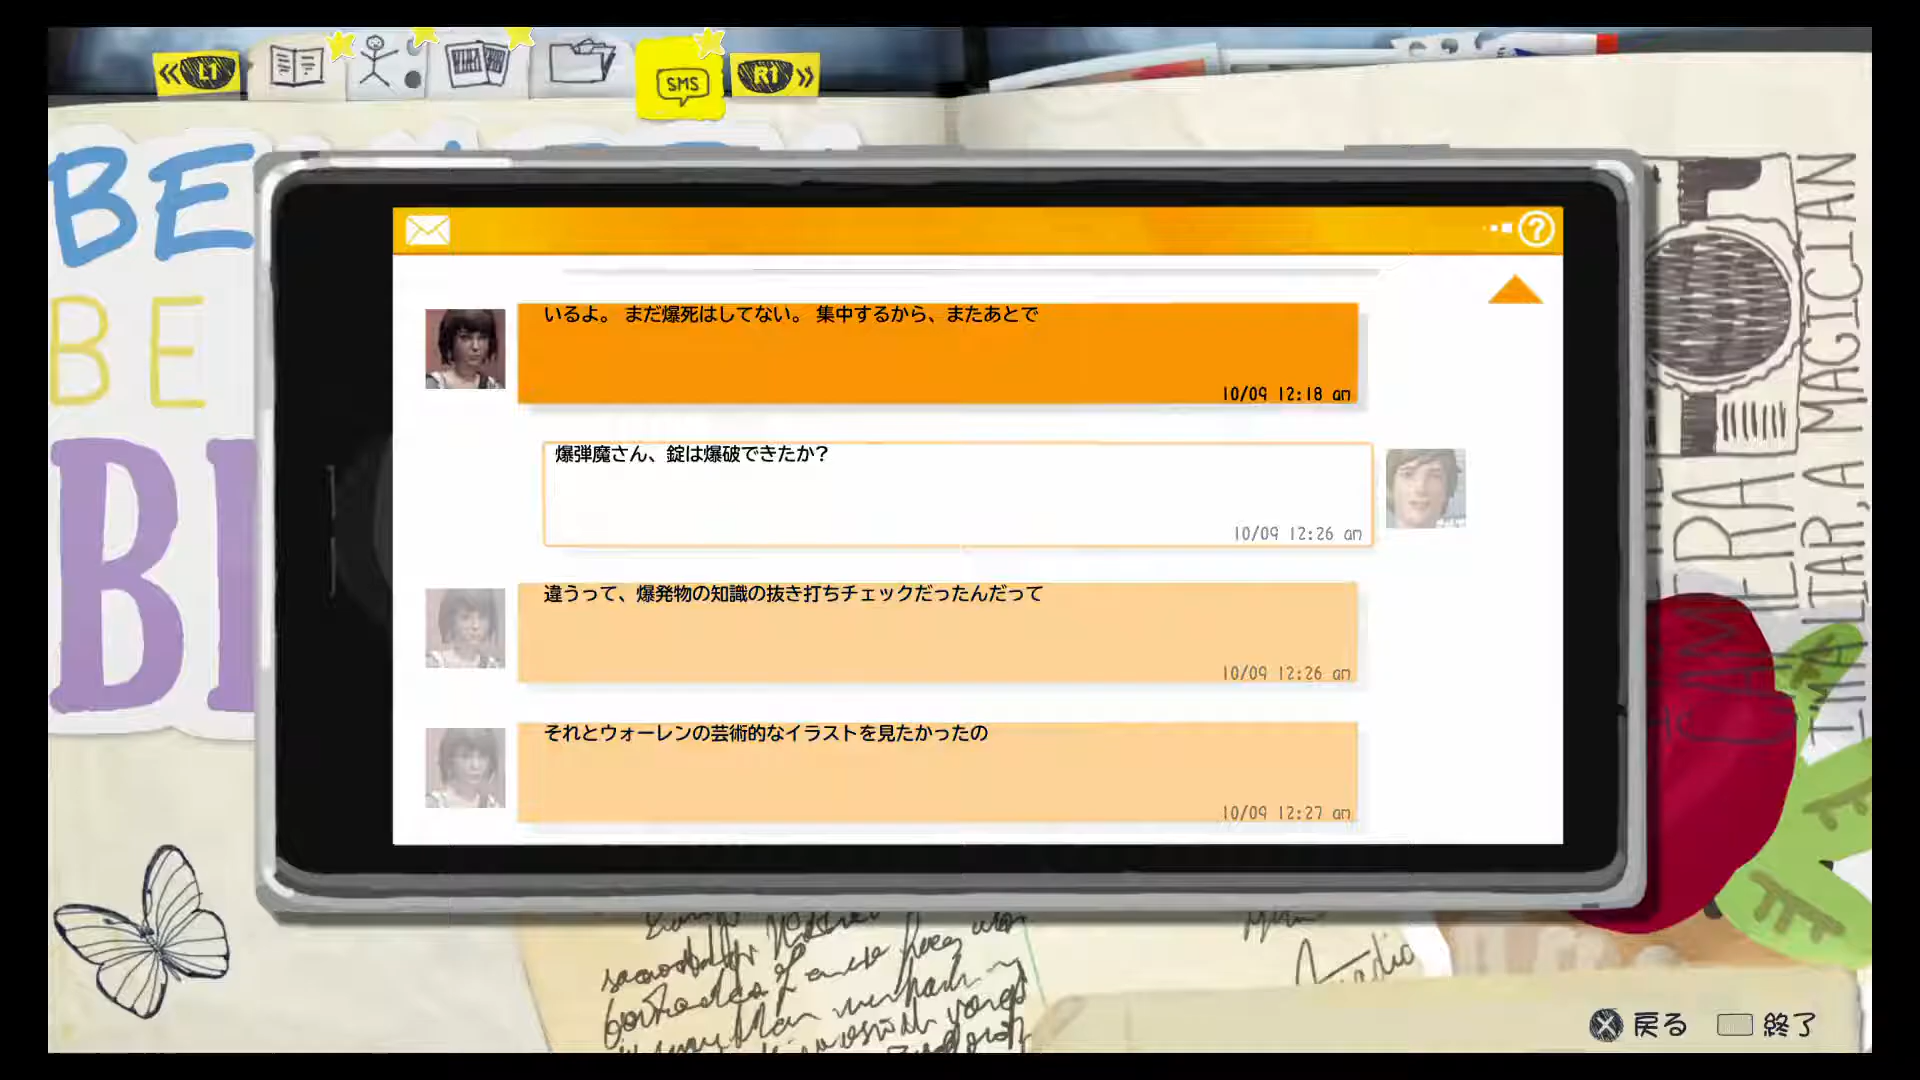 L1
SMS
R1
BE
BE
いるよ。 まだ爆死はしてない。 集中するから、またあとで
10/09 12:18 am
爆弾魔さん、錠は爆破できたか?
10/09 12:26 am
違うって、爆発物の知識の抜き打ちチェックだったんだって
10/09 12:26 am
それとウォーレンの芸術的なイラストを見たかったの
10/09 12:27 am
LIAR, A MAGICIAN
戻る
終了